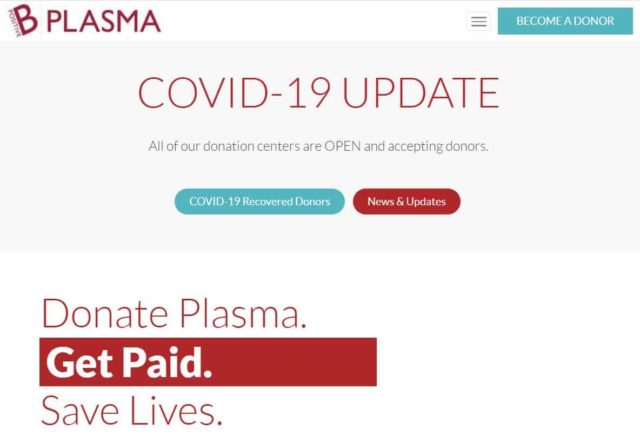 POSITIVE B PLASMA
BECOME A DONOR
COVID-19 UPDATE
All of our donation centers are OPEN and accepting donors.
COVID-19 Recovered Donors
News & Updates
Donate Plasma.
Get Paid.
Save Lives.